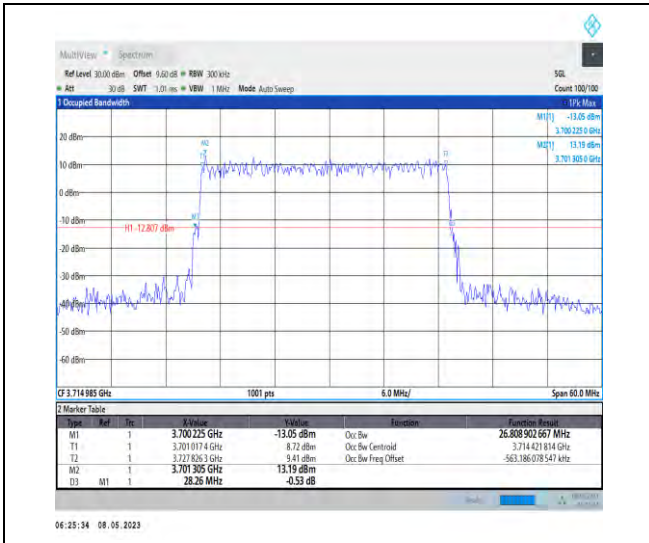 MultiView Spectrum
Ref Level 30.00 dBm Offset 9.60 dB RBW 300 kHz SGL
Att 30 dB SWT 1.01 ms VBW 1 MHz Mode Auto Sweep Count 100/100
1 Occupied Bandwidth 1Pk Max
M1[1] -13.05 dBm
3.700 225 0 GHz
M2[1] 13.19 dBm
3.701 305 0 GHz
20 dBm
M2
T1
T2
10 dBm
0 dBm
-10 dBm
M1
H1 -12.807 dBm
-20 dBm
-30 dBm
-40 dBm
-50 dBm
-60 dBm
CF 3.714 985 GHz 1001 pts 6.0 MHz/ Span 60.0 MHz
2 Marker Table
Type Ref Trc X-Value Y-Value Function Function Result
M1 1 3.700 225 GHz -13.05 dBm Occ Bw 26.808 902 667 MHz
T1 1 3.701 017 4 GHz 8.72 dBm Occ Bw Centroid 3.714 421 814 GHz
T2 1 3.727 826 3 GHz 9.41 dBm Occ Bw Freq Offset -563.186 078 547 kHz
M2 1 3.701 305 GHz 13.19 dBm
D3 M1 1 28.26 MHz -0.53 dB
06:25:34 08.05.2023